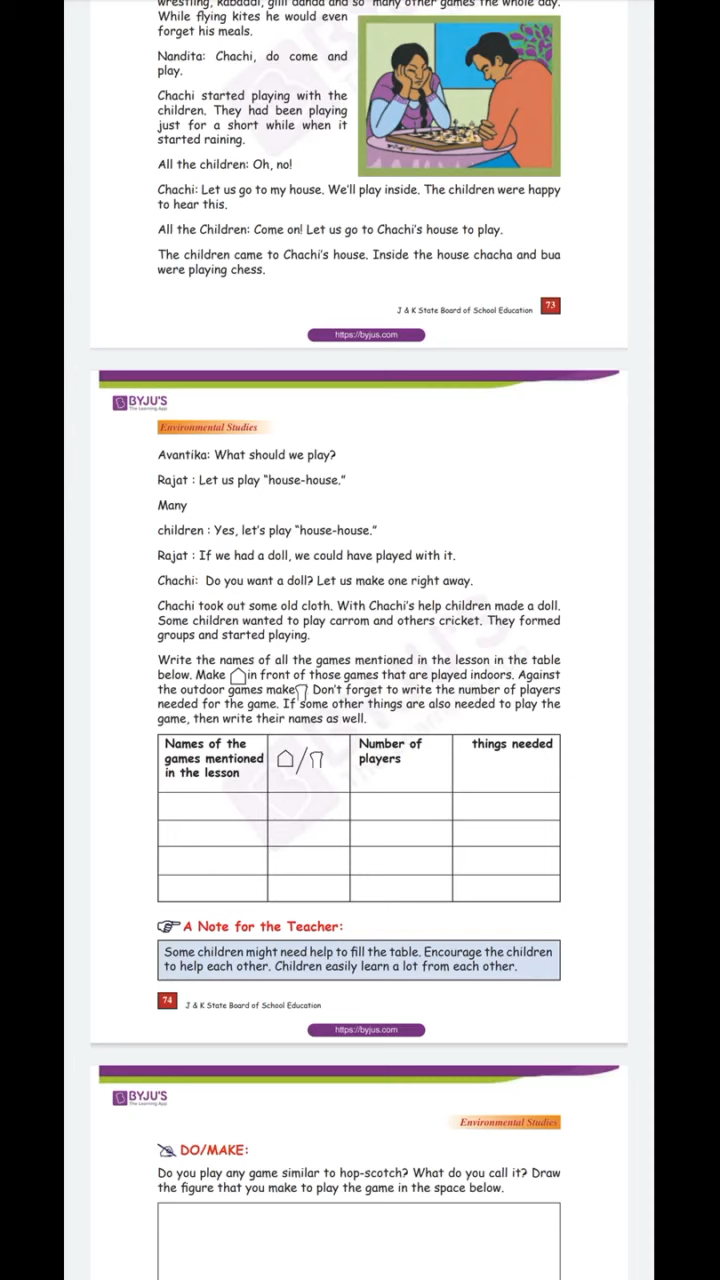 wrestling, kabaddi, gilli danda and so many other games the whole day.
While flying kites he would even
forget his meals.
Nandita: Chachi, do come and
play.
Chachi started playing with the
children. They had been playing
just for a short while when it
started raining.
All the children: Oh, no!
Chachi: Let us go to my house. We'll play inside. The children were happy
to hear this.
All the Children: Come on! Let us go to Chachi's house to play.
The children came to Chachi's house. Inside the house chacha and bua
were playing chess.
J & K State Board of School Education 73
https://byjus.com
BYJU'S
The Learning App
Environmental Studies
Avantika: What should we play?
Rajat : Let us play “house-house.”
Many
children : Yes, let's play “house-house.”
Rajat : If we had a doll, we could have played with it.
Chachi: Do you want a doll? Let us make one right away.
Chachi took out some old cloth. With Chachi's help children made a doll.
Some children wanted to play carrom and others cricket. They formed
groups and started playing.
Write the names of all the games mentioned in the lesson in the table
below. Make in front of those games that are played indoors. Against
the outdoor games make Don't forget to write the number of players
needed for the game. If some other things are also needed to play the
game, then write their names as well.
Names of the
games mentioned
in the lesson
/
Number of
players
things needed
A Note for the Teacher:
Some children might need help to fill the table. Encourage the children
to help each other. Children easily learn a lot from each other.
74 J & K State Board of School Education
https://byjus.com
BYJU'S
The Learning App
Environmental Studies
DO/MAKE:
Do you play any game similar to hop-scotch? What do you call it? Draw
the figure that you make to play the game in the space below.